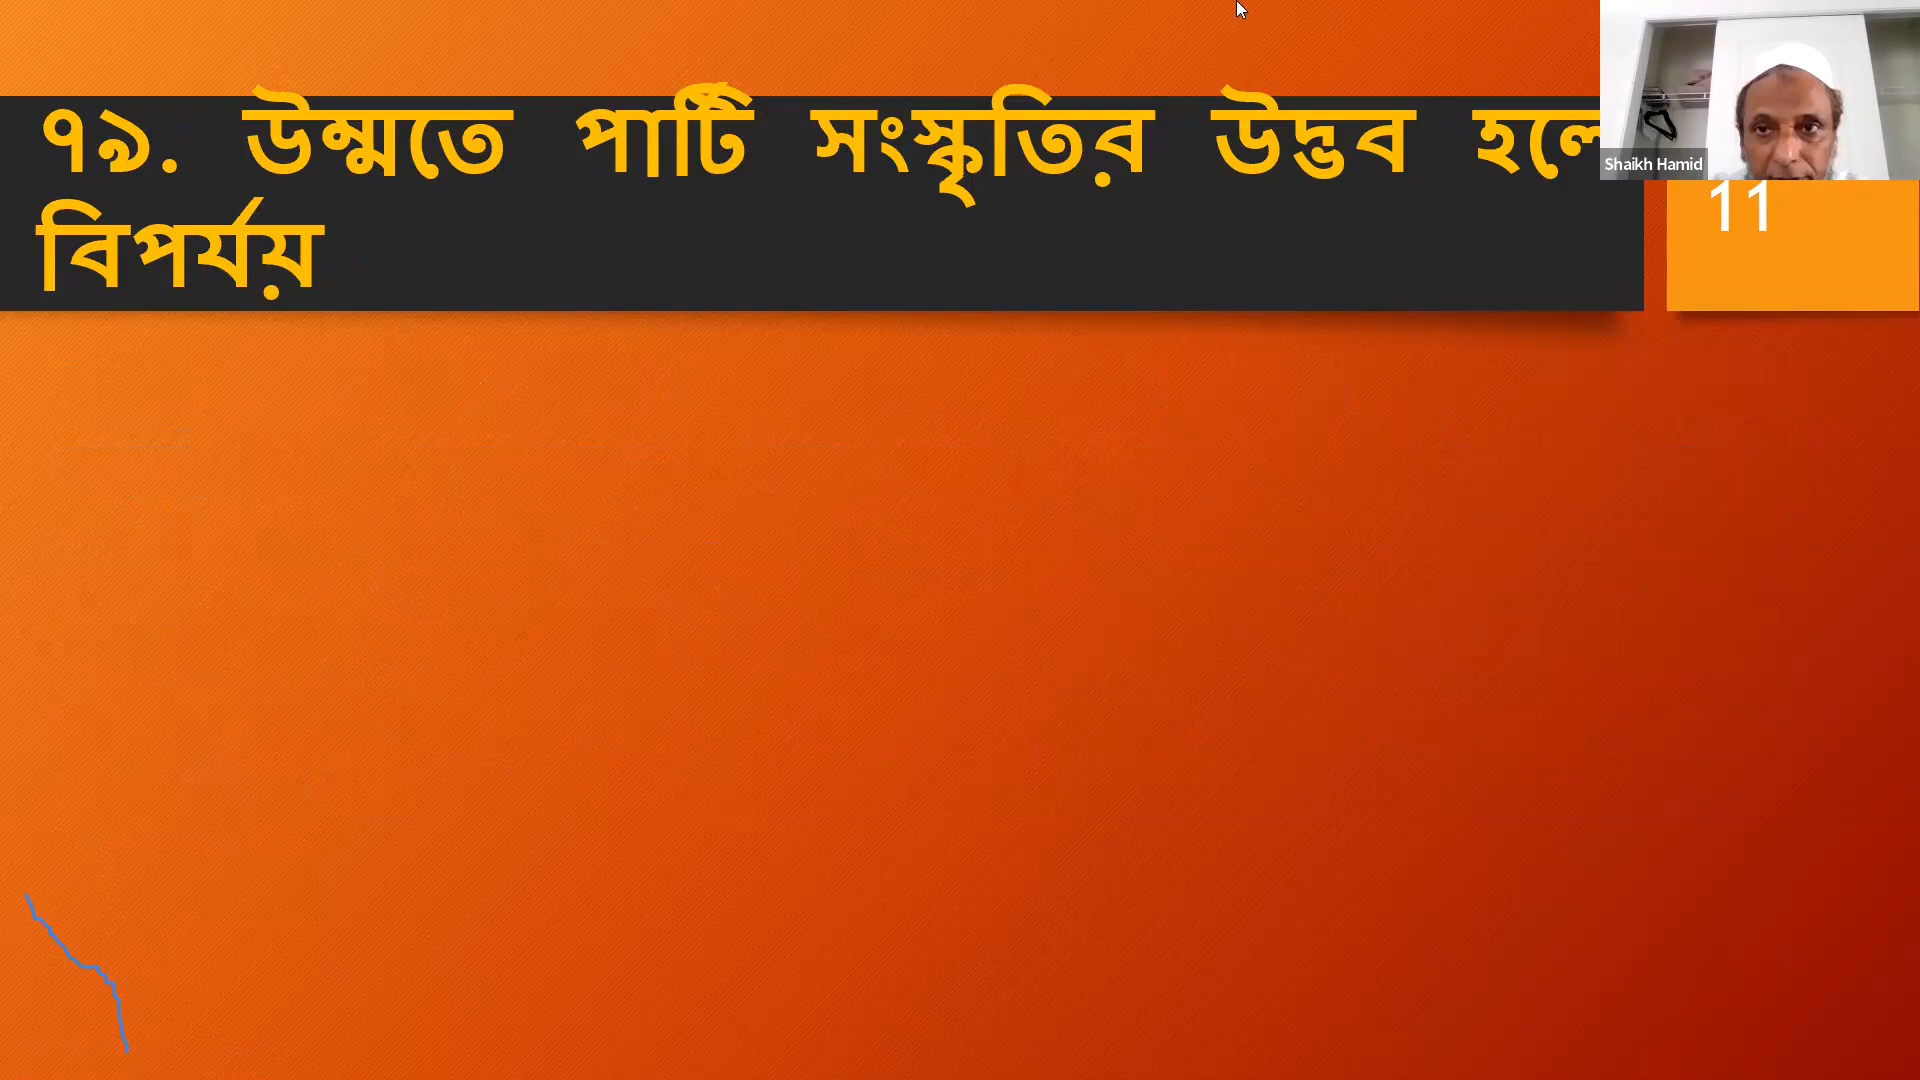 ৭৯. উম্মতে পার্টি সংস্কৃতির উদ্ভব হলো
বিপর্যয়
Shaikh Hamid
11